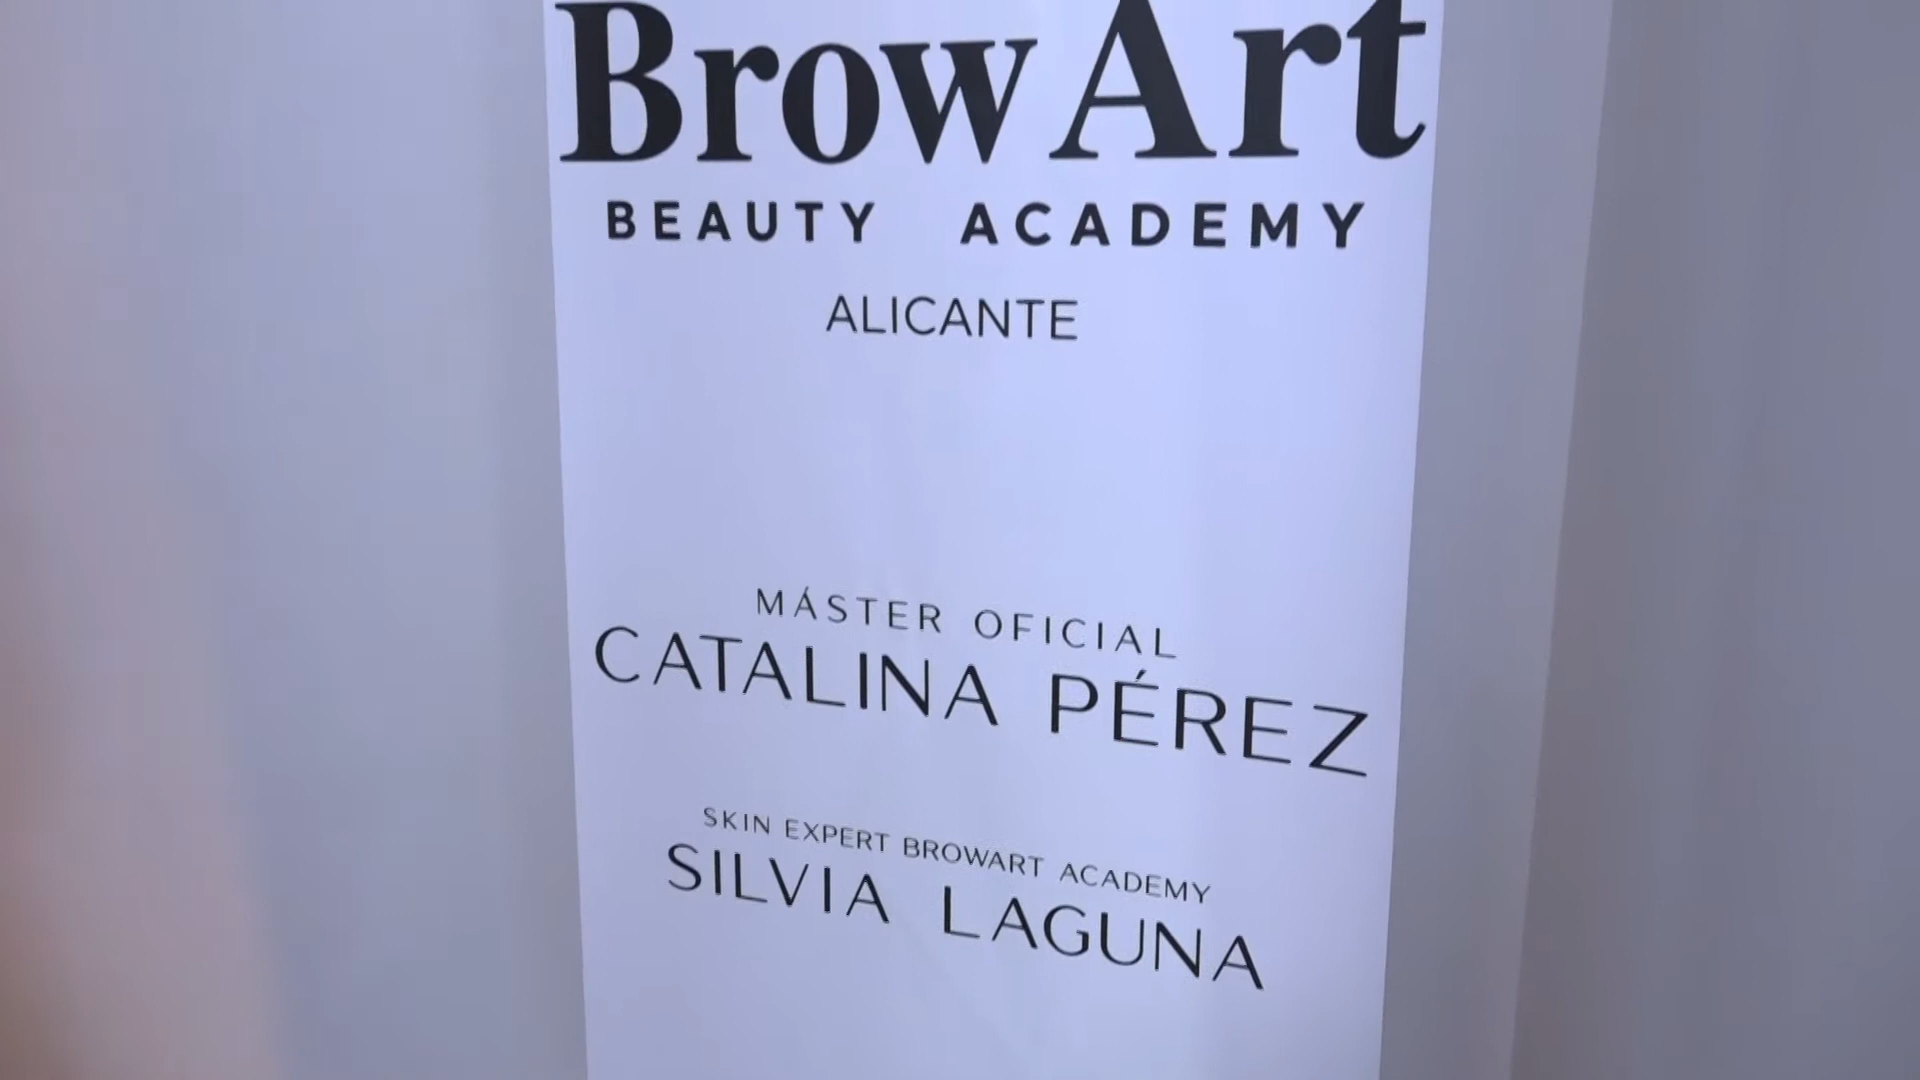 BrowArt
BEAUTY ACADEMY
ALICANTE
MÁSTER OFICIAL
CATALINA PÉREZ
SKIN EXPERT BROWART ACADEMY
SILVIA LAGUNA